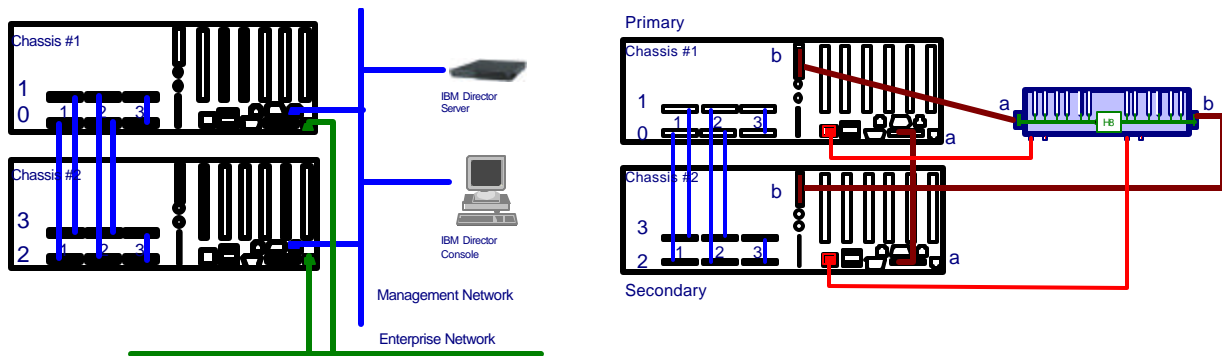 Chassis #1
1
0
1
2
3
Chassis #2
3
2
1
2
3
IBM Director
Server
IBM Director
Console
Management Network
Enterprise Network
Primary
Chassis #1
b
1
0
1
2
3
a
Chassis #2
b
3
2
1
2
3
a
Secondary
a
b
HB